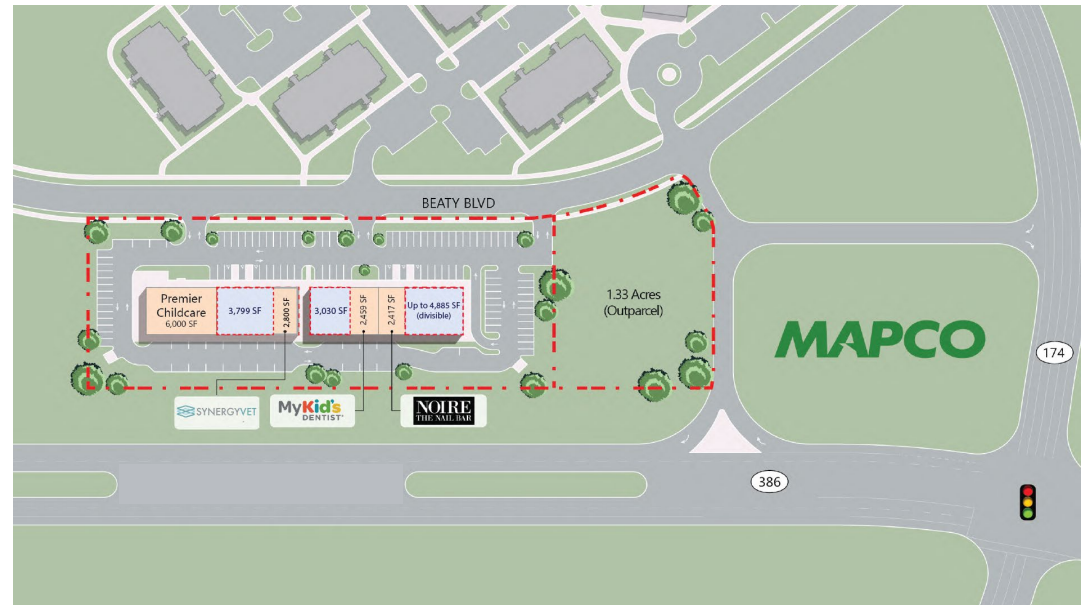 BEATY BLVD
Premier
Childcare
6,000 SF
3,799 SF
2,800 SF
3,030 SF
2,459 SF
2,417 SF
Up to 4,885 SF
(divisible)
1.33 Acres
(Outparcel)
MAPCO
174
SYNERGYVET
MyKid's
DENTIST
NOIRE
THE NAIL BAR
386